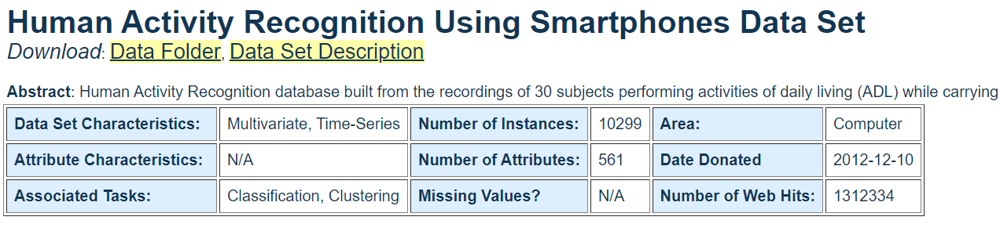 Human Activity Recognition Using Smartphones Data Set
Download: Data Folder, Data Set Description
Abstract: Human Activity Recognition database built from the recordings of 30 subjects performing activities of daily living (ADL) while carrying
Data Set Characteristics: Multivariate, Time-Series Number of Instances: 10299 Area: Computer
Attribute Characteristics: N/A Number of Attributes: 561 Date Donated 2012-12-10
Associated Tasks: Classification, Clustering Missing Values? N/A Number of Web Hits: 1312334